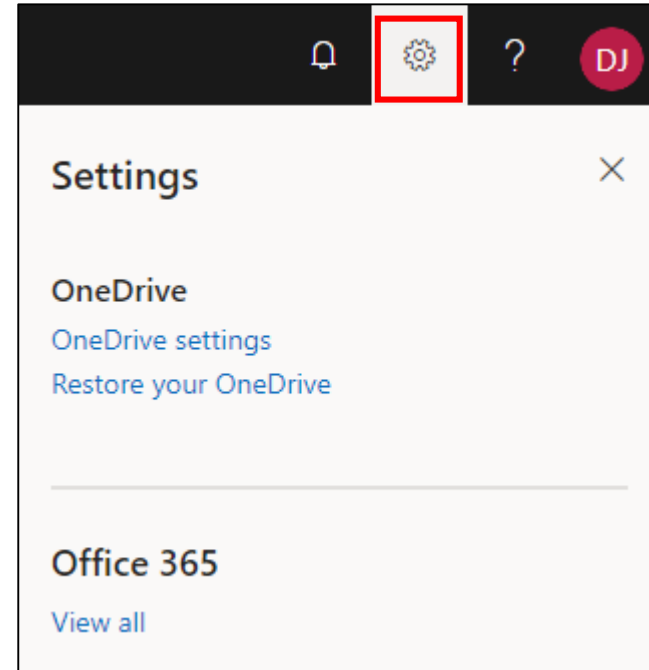 ?
DJ
Settings
OneDrive
OneDrive settings
Restore your OneDrive
Office 365
View all